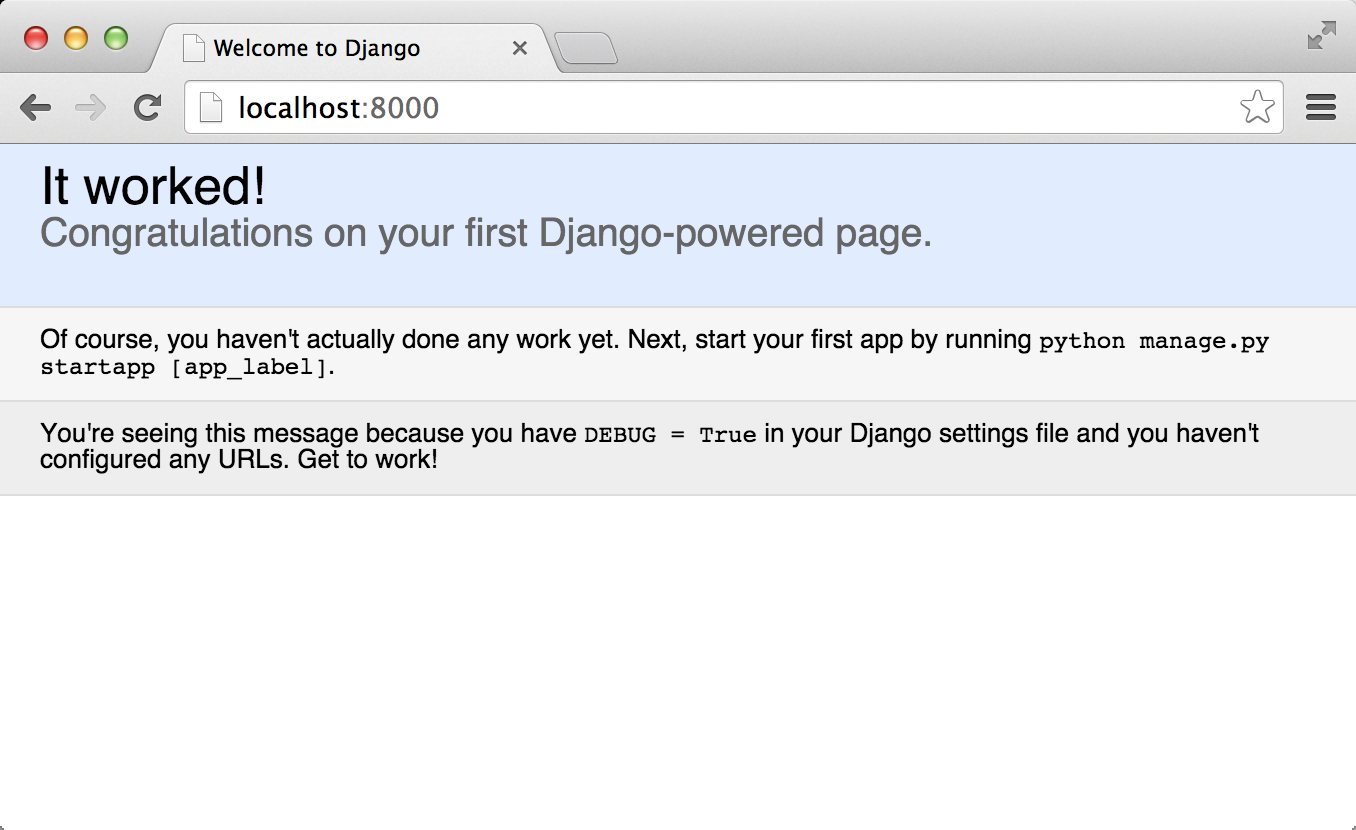 Welcome to Django
localhost:8000
It worked!
Congratulations on your first Django-powered page.
Of course, you haven't actually done any work yet. Next, start your first app by running python manage.py
startapp [app_label].
You're seeing this message because you have DEBUG = True in your Django settings file and you haven't
configured any URLs. Get to work!